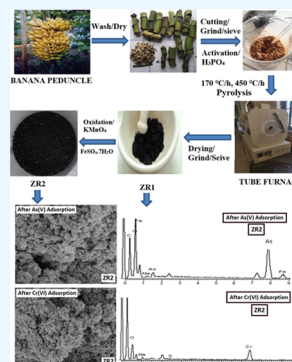 Wash/Dry
Cutting/
Grind/sieve
Activation/
H₃PO₄
BANANA PEDUNCLE
170 °C/h, 450 °C/h
Pyrolysis
Oxidation/
KMnO₄
FeSO₄.7H₂O
Drying/
Grind/Seive
TUBE FURNAS
ZR2
ZR1
After As(V) Adsorption
ZR2
After As(V) Adsorption
ZR2
As
After Cr(VI) Adsorption
ZR2
After Cr(VI) Adsorption
ZR2
Cr